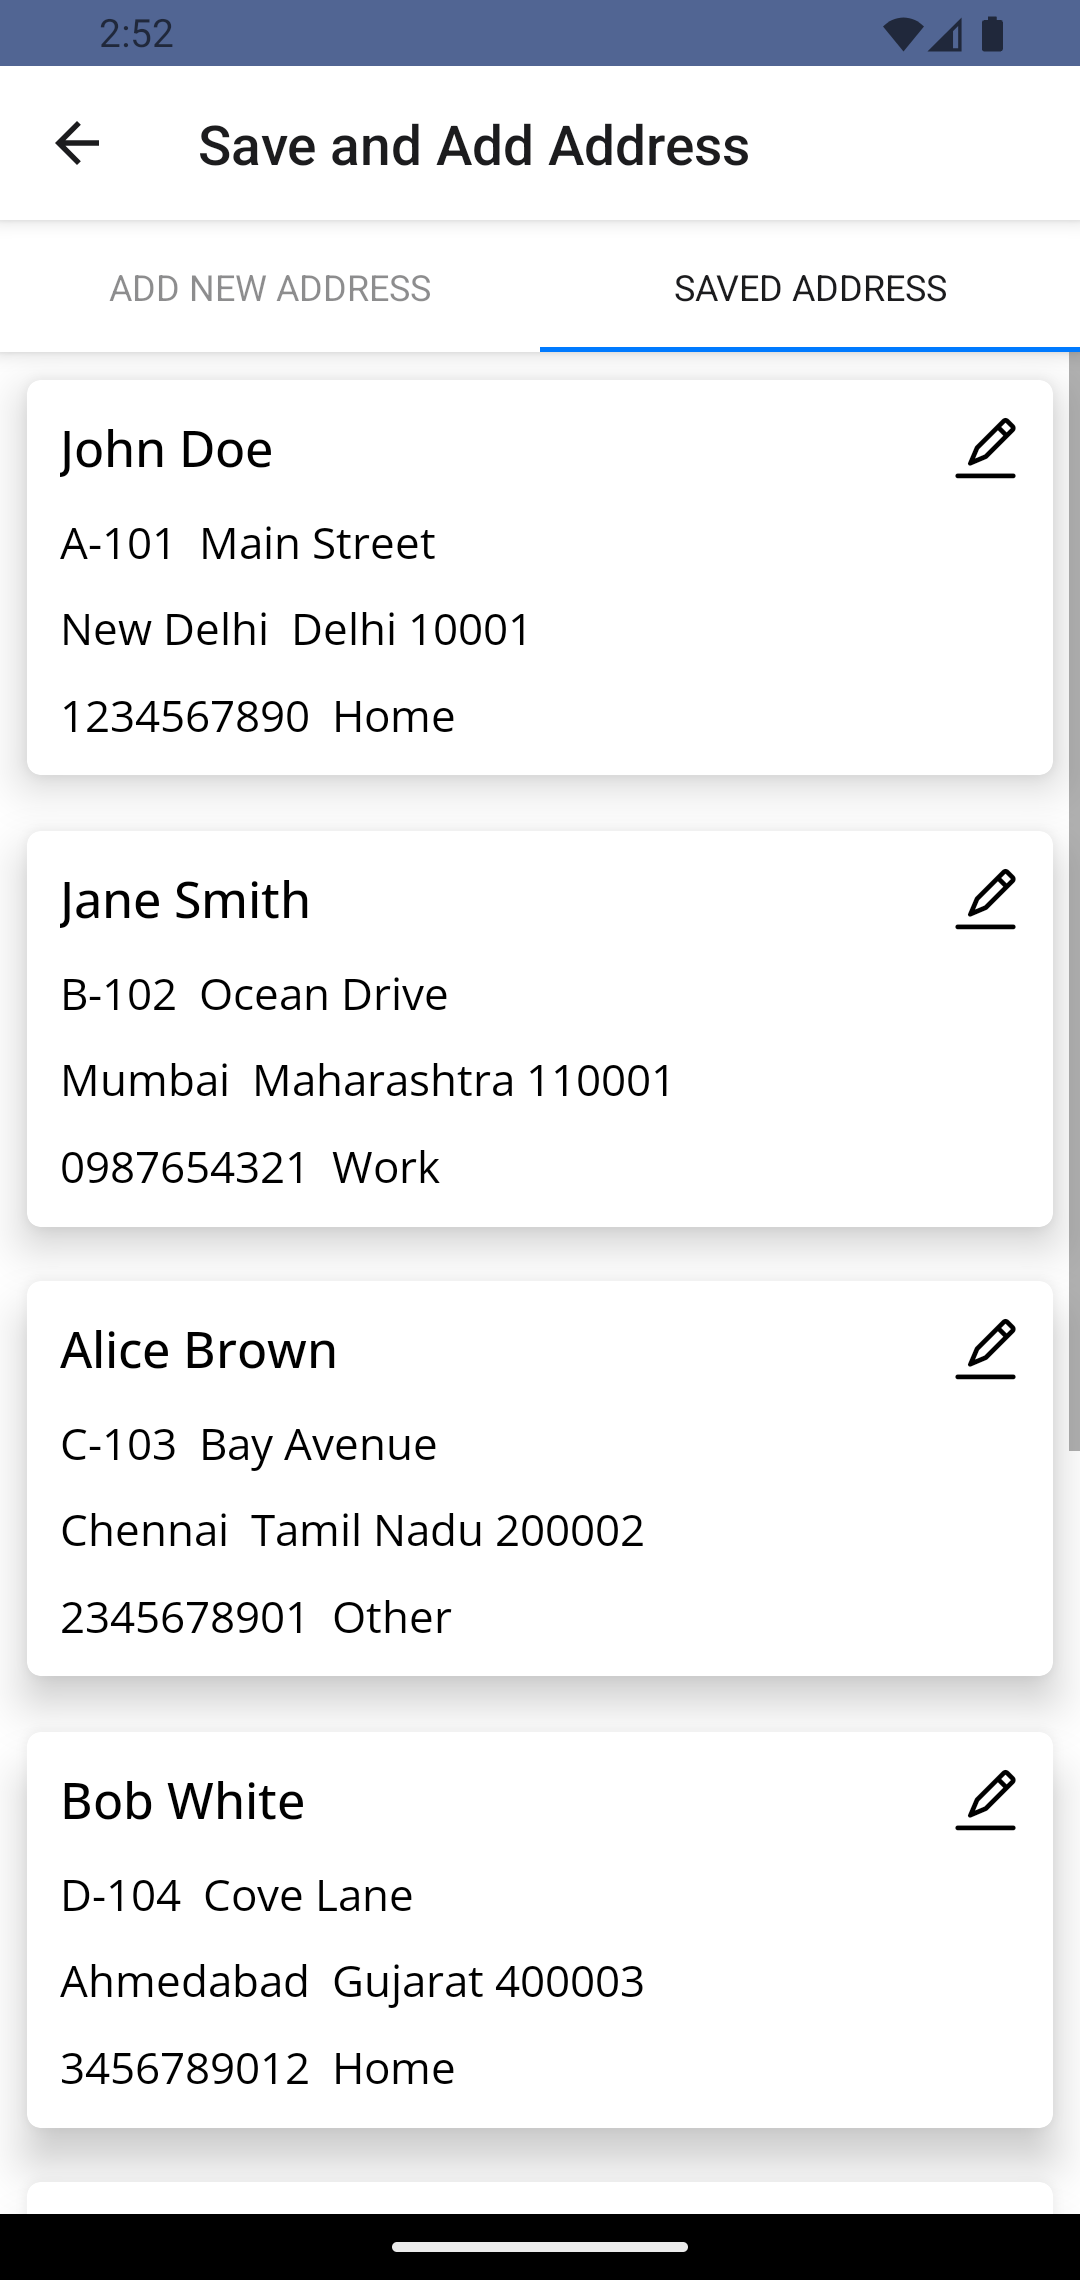 2:52
Save and Add Address
ADD NEW ADDRESS
SAVED ADDRESS
John Doe
A-101  Main Street
New Delhi  Delhi 10001
1234567890  Home
Jane Smith
B-102  Ocean Drive
Mumbai  Maharashtra 110001
0987654321  Work
Alice Brown
C-103  Bay Avenue
Chennai  Tamil Nadu 200002
2345678901  Other
Bob White
D-104  Cove Lane
Ahmedabad  Gujarat 400003
3456789012  Home